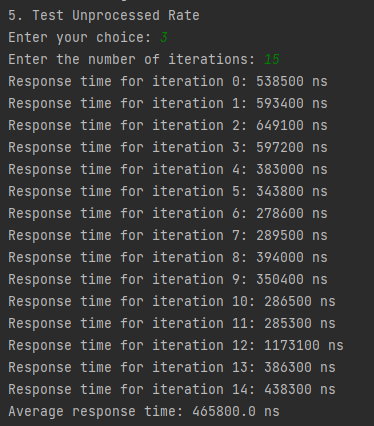 5. Test Unprocessed Rate
Enter your choice: 3
Enter the number of iterations: 15
Response time for iteration 0: 538500 ns
Response time for iteration 1: 593400 ns
Response time for iteration 2: 649100 ns
Response time for iteration 3: 597200 ns
Response time for iteration 4: 383000 ns
Response time for iteration 5: 343800 ns
Response time for iteration 6: 278600 ns
Response time for iteration 7: 289500 ns
Response time for iteration 8: 394000 ns
Response time for iteration 9: 350400 ns
Response time for iteration 10: 286500 ns
Response time for iteration 11: 285300 ns
Response time for iteration 12: 1173100 ns
Response time for iteration 13: 386300 ns
Response time for iteration 14: 438300 ns
Average response time: 465800.0 ns